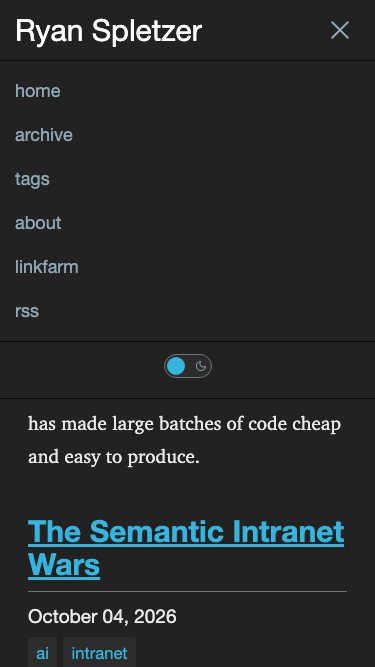 Ryan Spletzer
home
archive
tags
about
linkfarm
rss
has made large batches of code cheap
and easy to produce.
The Semantic Intranet
Wars
October 04, 2026
ai intranet